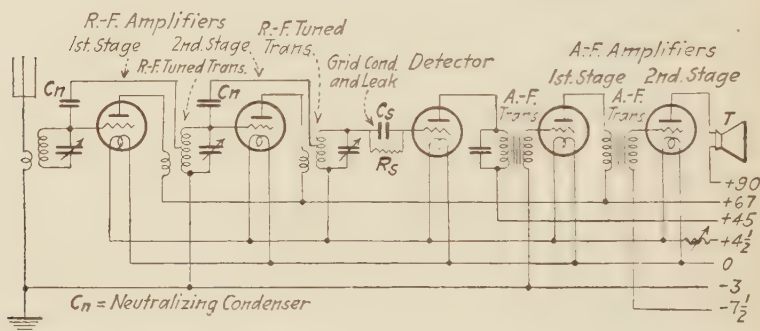 R.-F. Amplifiers
1st. Stage
2nd. Stage
R.-F. Tuned Trans.
R-F. Tuned Trans.
Cn
Cn
Grid Cond. and Leak
Cs
Rs
Detector
A.-F. Trans
A.-F. Amplifiers
1st. Stage
2nd. Stage
A.-F. Trans
T
+90
+67
+45
+4½
0
-3
-7½
Cn = Neutralizing Condenser